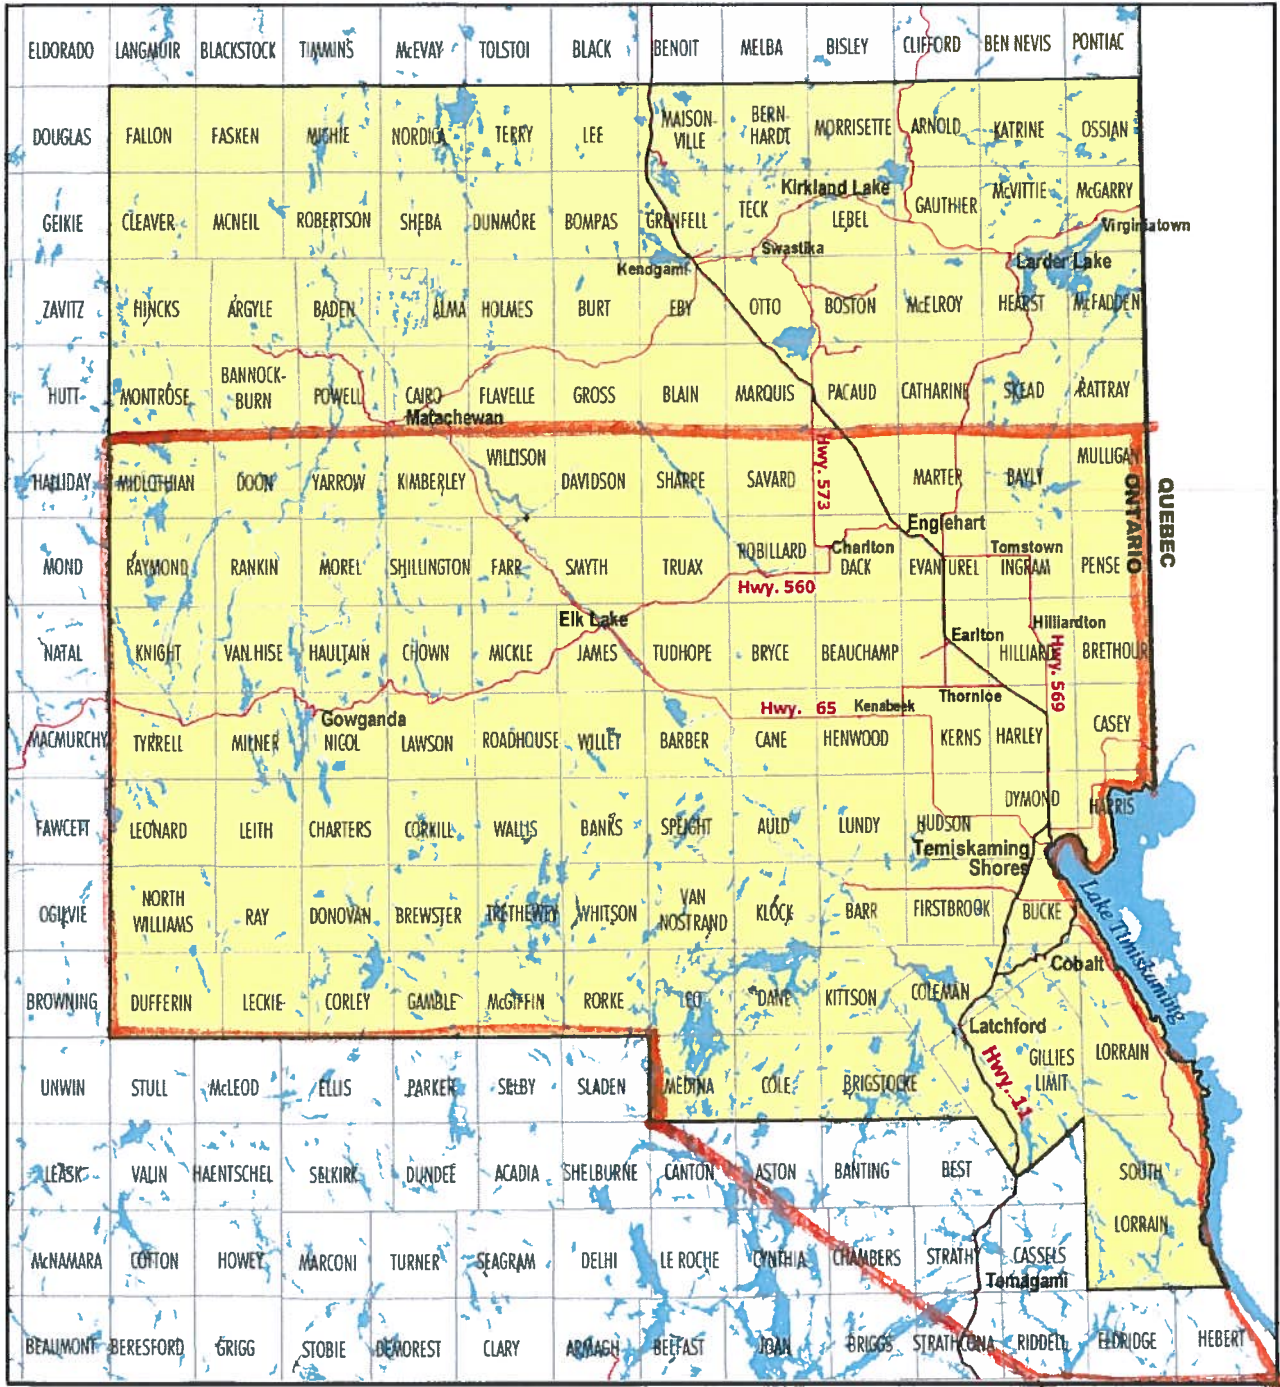 ELDORADO LANGMUIR BLACKSTOCK TIMMINS McEVAY TOLSTOI BLACK BENOIT MELBA BISLEY CLIFFORD BEN NEVIS PONTIAC
DOUGLAS FALLON FASKEN MICHIE NORDICA TERRY LEE MAISON-
VILLE
BERN-
HARDT
MORRISETTE ARNOLD KATRINE OSSIAN
Kirkland Lake
GEIKIE CLEAVER MCNEIL ROBERTSON SHEBA DUNMORE BOMPAS GRENFELL TECK LEBEL GAUTHIER McVITTIE McGARRY
Virginiatown
Swastika
Kenogami
Larder Lake
ZAVITZ HINCKS ARGYLE BADEN ALMA HOLMES BURT EBY OTTO BOSTON McELROY HEARST McFADDEN
HUTT MONTROSE BANNOCK-
BURN
POWELL CAIRO FLAVELLE GROSS BLAIN MARQUIS PACAUD CATHARINE SKEAD RATTRAY
Matachewan
HALLIDAY MIDLOTHIAN DOON YARROW KIMBERLEY WILLISON DAVIDSON SHARPE SAVARD MARTER BAYLY MULLIGAN
Hwy. 573
QUEBEC
ONTARIO
Englehart
MOND RAYMOND RANKIN MOREL SHILLINGTON FARR SMYTH TRUAX ROBILLARD DACK EVANTUREL INGRAM PENSE
Charlton
Tomstown
Hwy. 560
Elk Lake
Hilliardton
Earlton
NATAL KNIGHT VAN HISE HAULTAIN CHOWN MICKLE JAMES TUDHOPE BRYCE BEAUCHAMP HILLIARD BRETHOUR
Hwy. 569
Thornloe
Hwy. 65
Kenabeek
Gowganda
MACMURCHY TYRRELL MILNER NICOL LAWSON ROADHOUSE WILLET BARBER CANE HENWOOD KERNS HARLEY CASEY
DYMOND HARRIS
FAWCETT LEONARD LEITH CHARTERS CORKILL WALLIS BANKS SPEIGHT AULD LUNDY HUDSON
Temiskaming
Shores
Lake Timiskaming
OGILVIE NORTH
WILLIAMS
RAY DONOVAN BREWSTER TRETHEWEY WHITSON VAN
NOSTRAND
KLOCK BARR FIRSTBROOK BUCKE
Cobalt
BROWNING DUFFERIN LECKIE CORLEY GAMBLE McGIFFIN RORKE LEO DANE KITTSON COLEMAN
Latchford
Hwy. 11
GILLIES
LIMIT
LORRAIN
UNWIN STULL McLEOD ELLIS PARKER SELBY SLADEN MEDINA COLE BRIGSTOCKE
LEASK VALIN HAENTSCHEL SELKIRK DUNDEE ACADIA SHELBURNE CANTON ASTON BANTING BEST SOUTH
LORRAIN
McNAMARA COTTON HOWEY MARCONI TURNER SEAGRAM DELHI LE ROCHE CYNTHIA CHAMBERS STRATHY CASSELS
Temagami
BEAUMONT BERESFORD GRIGG STOBIE DEMOREST CLARY ARMAGH BELFAST JOAN BRIGGS STRATHCONA RIDDELL ELDRIDGE HEBERT